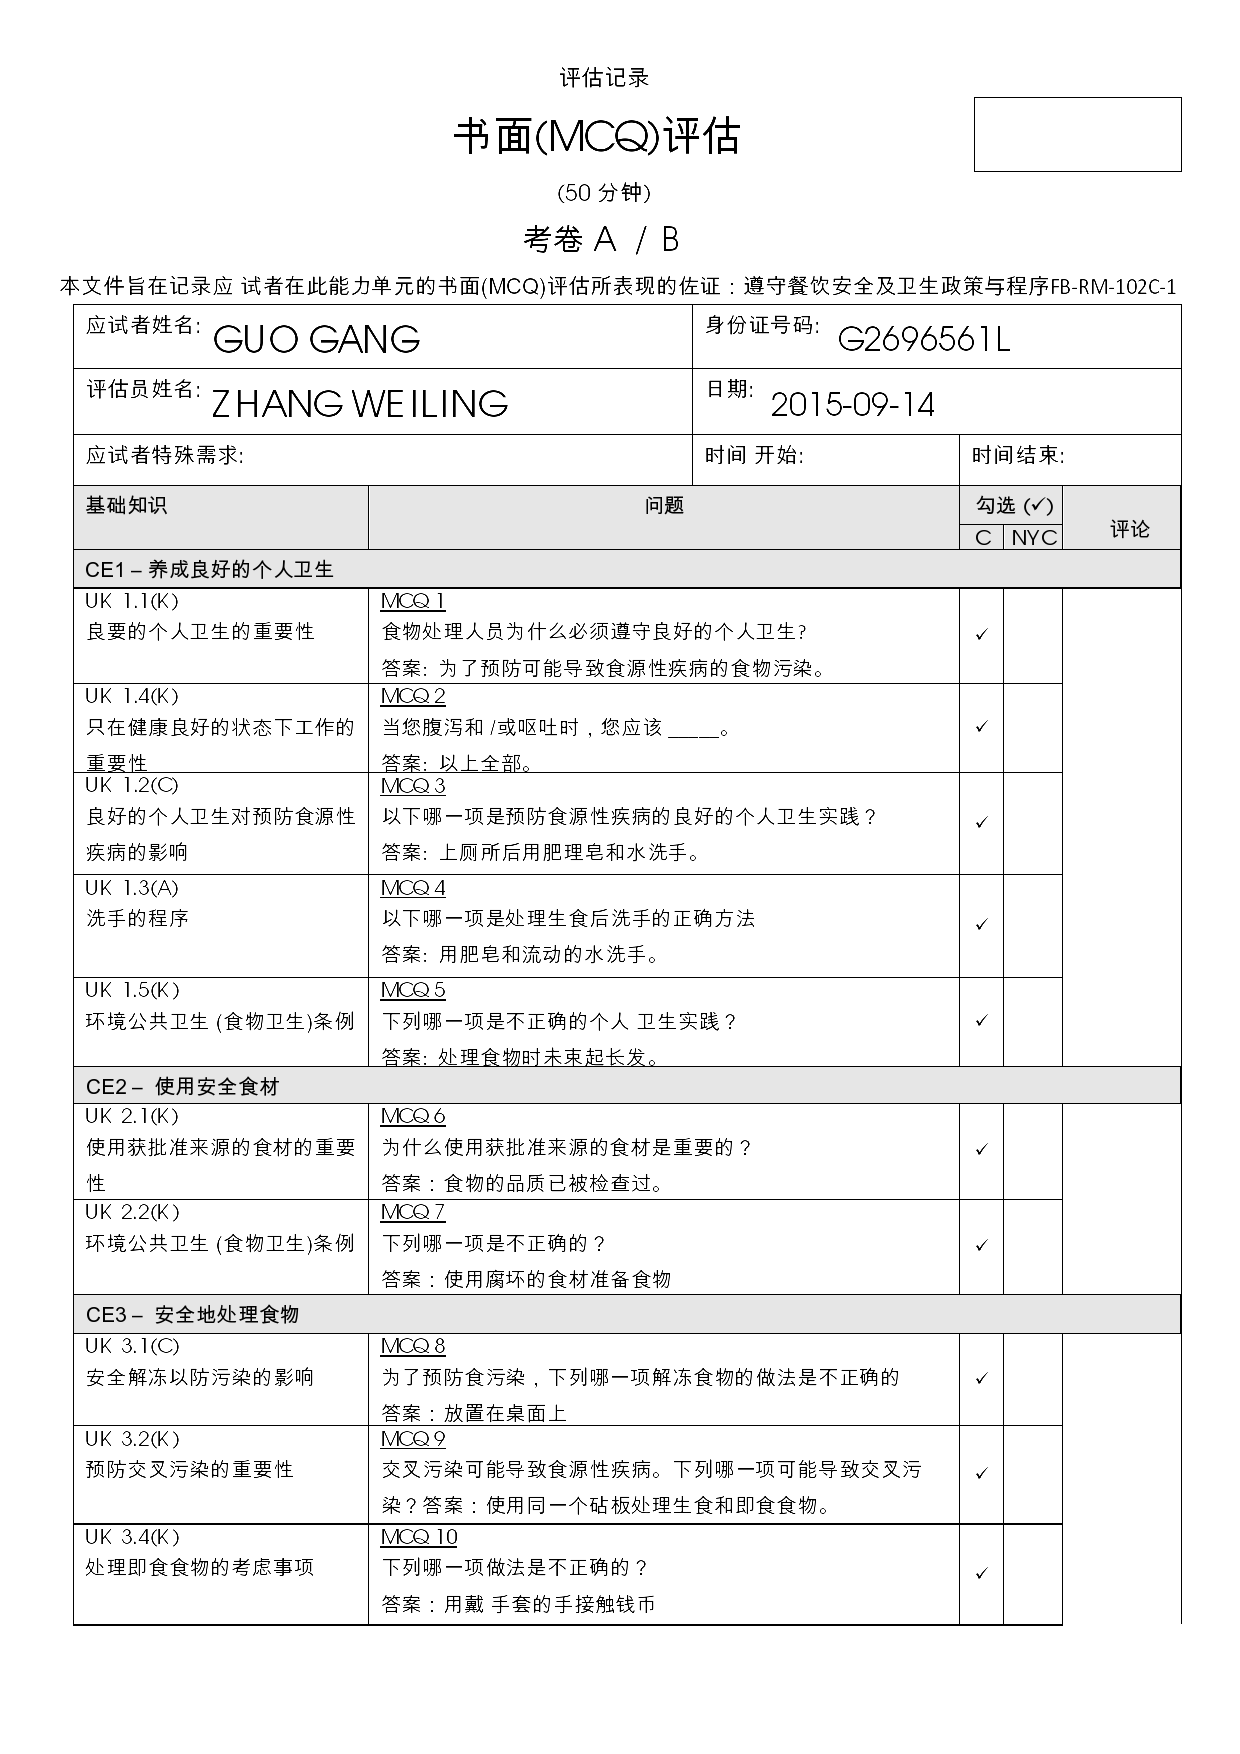 评估记录
书面(MCQ)评估
(50 分钟)
考卷 A / B
本文件旨在记录应 试者在此能力单元的书面(MCQ)评估所表现的佐证：遵守餐饮安全及卫生政策与程序FB-RM-102C-1
应试者姓名: GUO GANG 身份证号码: G2696561L
评估员姓名: ZHANG WEILING 日期: 2015-09-14
应试者特殊需求: 时间 开始: 时间结束:
基础知识 问题 勾选 (✓) 评论
C NYC
CE1 – 养成良好的个人卫生
UK 1.1(K) MCQ 1
良要的个人卫生的重要性 食物处理人员为什么必须遵守良好的个人卫生? ✓
答案: 为了预防可能导致食源性疾病的食物污染。
UK 1.4(K) MCQ 2
只在健康良好的状态下工作的 当您腹泻和 /或呕吐时，您应该 _____。 ✓
重要性 答案: 以上全部。
UK 1.2(C) MCQ 3
良好的个人卫生对预防食源性 以下哪一项是预防食源性疾病的良好的个人卫生实践？ ✓
疾病的影响 答案: 上厕所后用肥理皂和水洗手。
UK 1.3(A) MCQ 4
洗手的程序 以下哪一项是处理生食后洗手的正确方法 ✓
答案: 用肥皂和流动的水洗手。
UK 1.5(K) MCQ 5
环境公共卫生 (食物卫生)条例 下列哪一项是不正确的个人 卫生实践？ ✓
答案: 处理食物时未束起长发。
CE2 – 使用安全食材
UK 2.1(K) MCQ 6
使用获批准来源的食材的重要 为什么使用获批准来源的食材是重要的？ ✓
性 答案：食物的品质已被检查过。
UK 2.2(K) MCQ 7
环境公共卫生 (食物卫生)条例 下列哪一项是不正确的？ ✓
答案：使用腐坏的食材准备食物
CE3 – 安全地处理食物
UK 3.1(C) MCQ 8
安全解冻以防污染的影响 为了预防食污染，下列哪一项解冻食物的做法是不正确的 ✓
答案：放置在桌面上
UK 3.2(K) MCQ 9
预防交叉污染的重要性 交叉污染可能导致食源性疾病。下列哪一项可能导致交叉污 ✓
染？答案：使用同一个砧板处理生食和即食食物。
UK 3.4(K) MCQ 10
处理即食食物的考虑事项 下列哪一项做法是不正确的？ ✓
答案：用戴 手套的手接触钱币